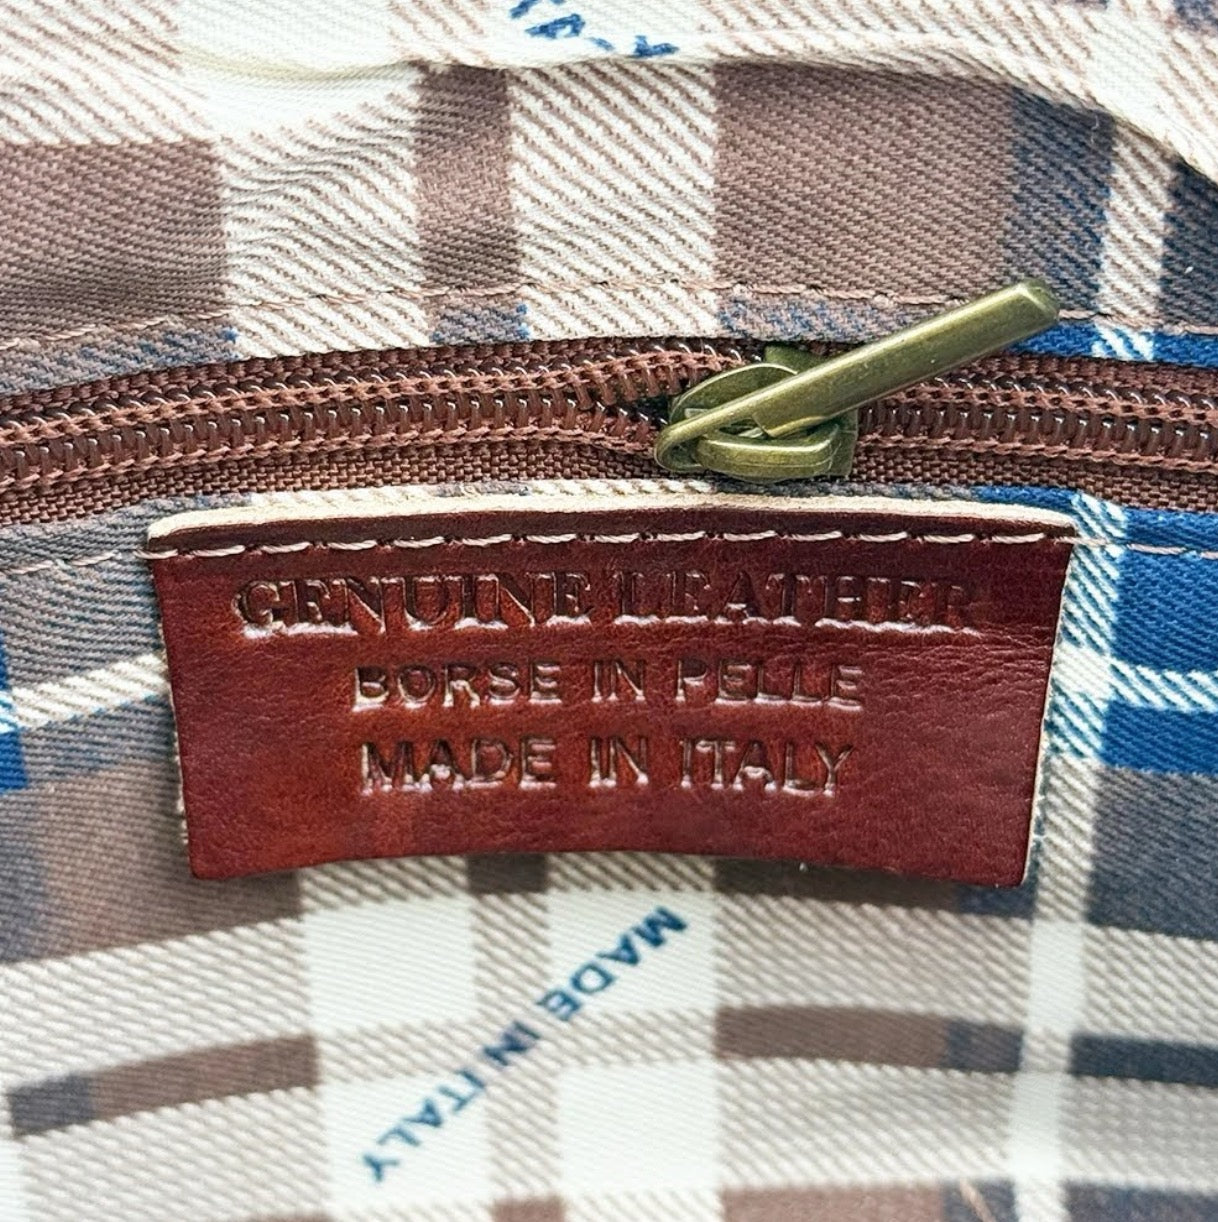 GENUINE LEATHER
BORSE IN PELLE
MADE IN ITALY
MADE IN ITALY